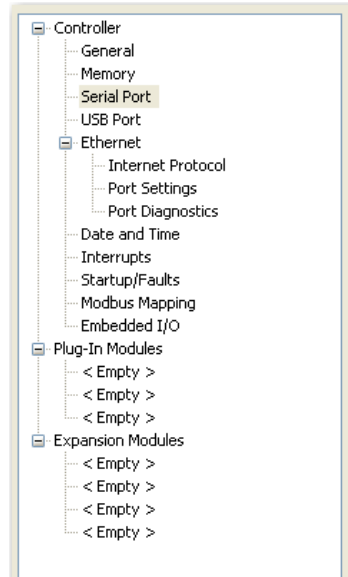 Controller
General
Memory
Serial Port
USB Port
Ethernet
Internet Protocol
Port Settings
Port Diagnostics
Date and Time
Interrupts
Startup/Faults
Modbus Mapping
Embedded I/O
Plug-In Modules
< Empty >
< Empty >
< Empty >
Expansion Modules
< Empty >
< Empty >
< Empty >
< Empty >